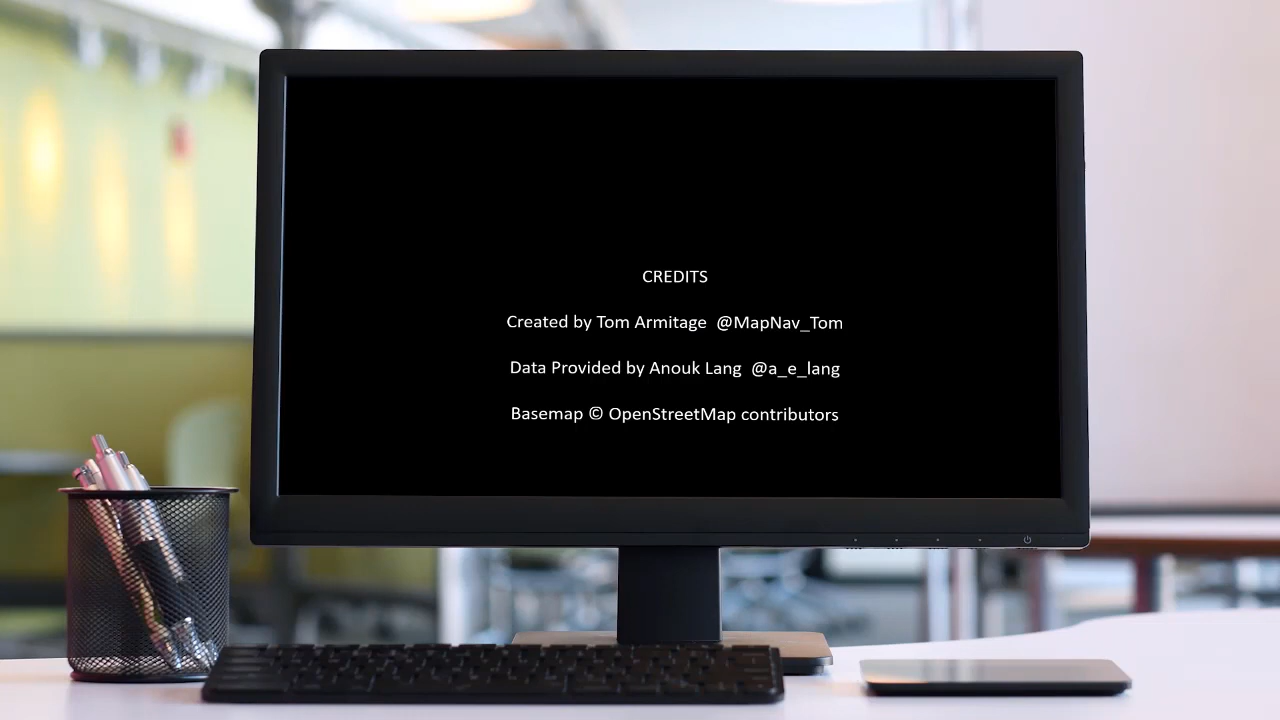 CREDITS
Created by Tom Armitage  @MapNav_Tom
Data Provided by Anouk Lang  @a_e_lang
Basemap © OpenStreetMap contributors